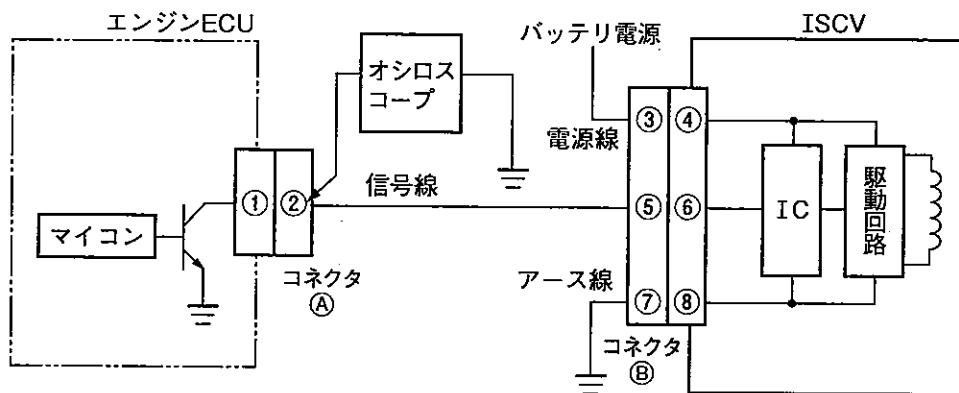 エンジンECU
バッテリ電源
ISCV
オシロス
コープ
③ ④
電源線
信号線
① ②
⑤ ⑥
IC
駆動回路
マイコン
コネクタ
Ⓐ
アース線
⑦ ⑧
コネクタ
Ⓑ